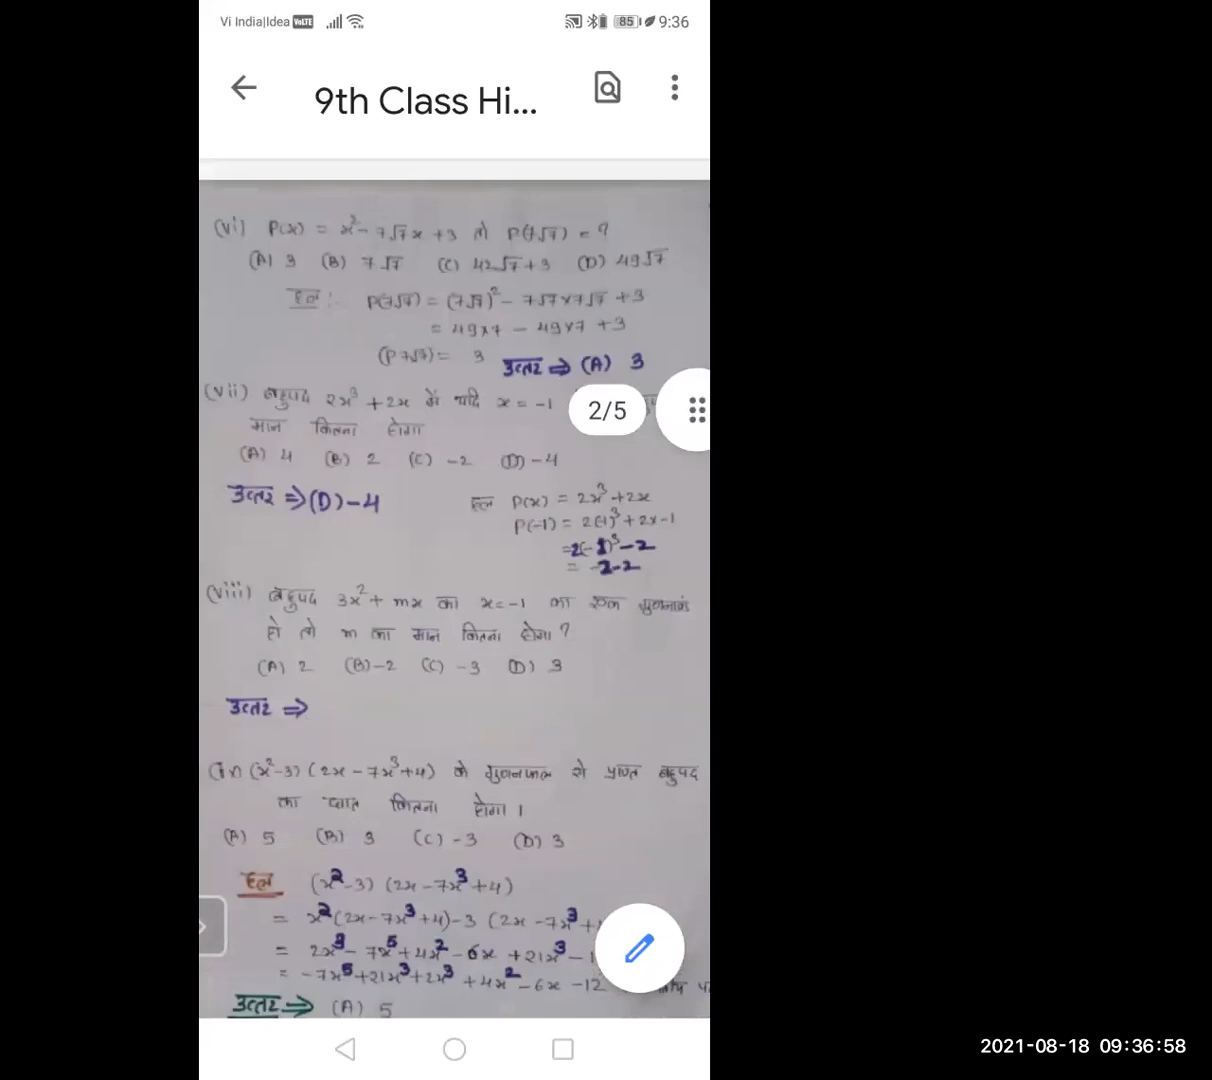 Vi India|Idea VoLTE 85 9:36
9th Class Hi...
(vi) P(x) = x² - 7√7x +3 तो P(7√7) = ?
(A) 3 (B) 7√7 (C) 42√7+3 (D) 49√7
हल :- P(7√7) = (7√7)² - 7√7×7√7 +3
= 49×7 - 49×7 +3
(P 7√7) = 3 उत्तर ⇒ (A) 3
(vii) बहुपद 2x³ +2x में यदि x = -1
2/5
मान कितना होगा
(A) 4 (B) 2 (C) -2 (D) -4
उत्तर ⇒ (D) -4
हल P(x) = 2x³+2x
P(-1) = 2(-1)³+2x-1
=2(-1)³-2
= -2-2
(viii) बहुपद 3x²+ mx का x=-1 का एक गुणनखंड
हो तो m का मान कितना होगा ?
(A) 2 (B) -2 (C) -3 (D) 3
उत्तर ⇒
(ix) (x²-3) (2x - 7x³+4) के गुणनफल से प्राप्त बहुपद
का घात कितना होगा ।
(A) 5 (B) 3 (C) -3 (D) 3
हल (x²-3) (2x-7x³+4)
= x²(2x-7x³+4)-3 (2x -7x³+
= 2x³- 7x⁵+4x²-6x +21x³-1
= -7x⁵+21x³+2x³ +4x²-6x -12
उत्तर ⇒ (A) 5
2021-08-18 09:36:58